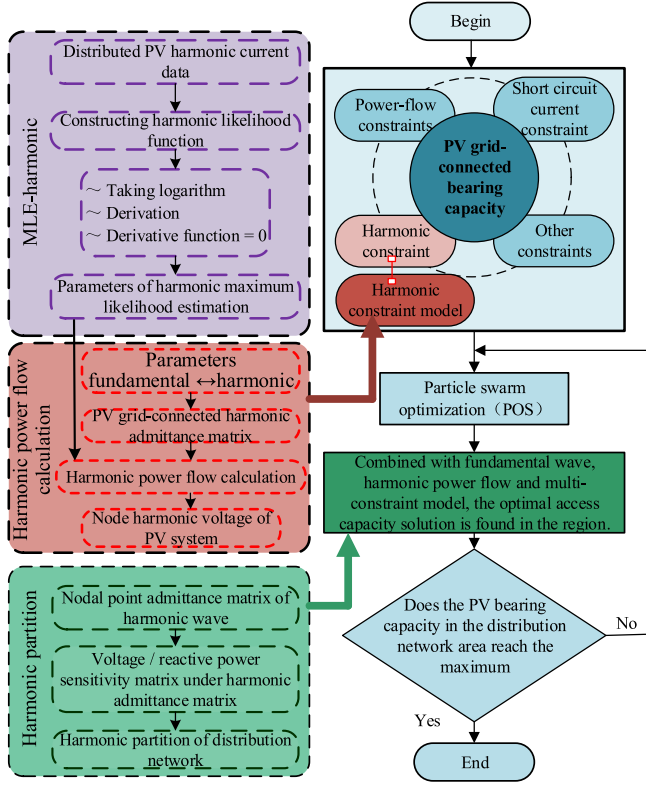 MLE-harmonic
Distributed PV harmonic current
data
Constructing harmonic likelihood
function
~ Taking logarithm
~ Derivation
~ Derivative function = 0
Parameters of harmonic maximum
likelihood estimation
Harmonic power flow
calculation
Parameters
fundamental ↔harmonic
PV grid-connected harmonic
admittance matrix
Harmonic power flow calculation
Node harmonic voltage of
PV system
Harmonic partition
Nodal point admittance matrix of
harmonic wave
Voltage / reactive power
sensitivity matrix under harmonic
admittance matrix
Harmonic partition of distribution
network
Begin
Power-flow
constraints
Short circuit
current
constraint
PV grid-
connected
bearing
capacity
Harmonic
constraint
Other
constraints
Harmonic
constraint model
Particle swarm
optimization（POS）
Combined with fundamental wave,
harmonic power flow and multi-
constraint model, the optimal access
capacity solution is found in the region.
Does the PV bearing
capacity in the distribution
network area reach the
maximum
No
Yes
End